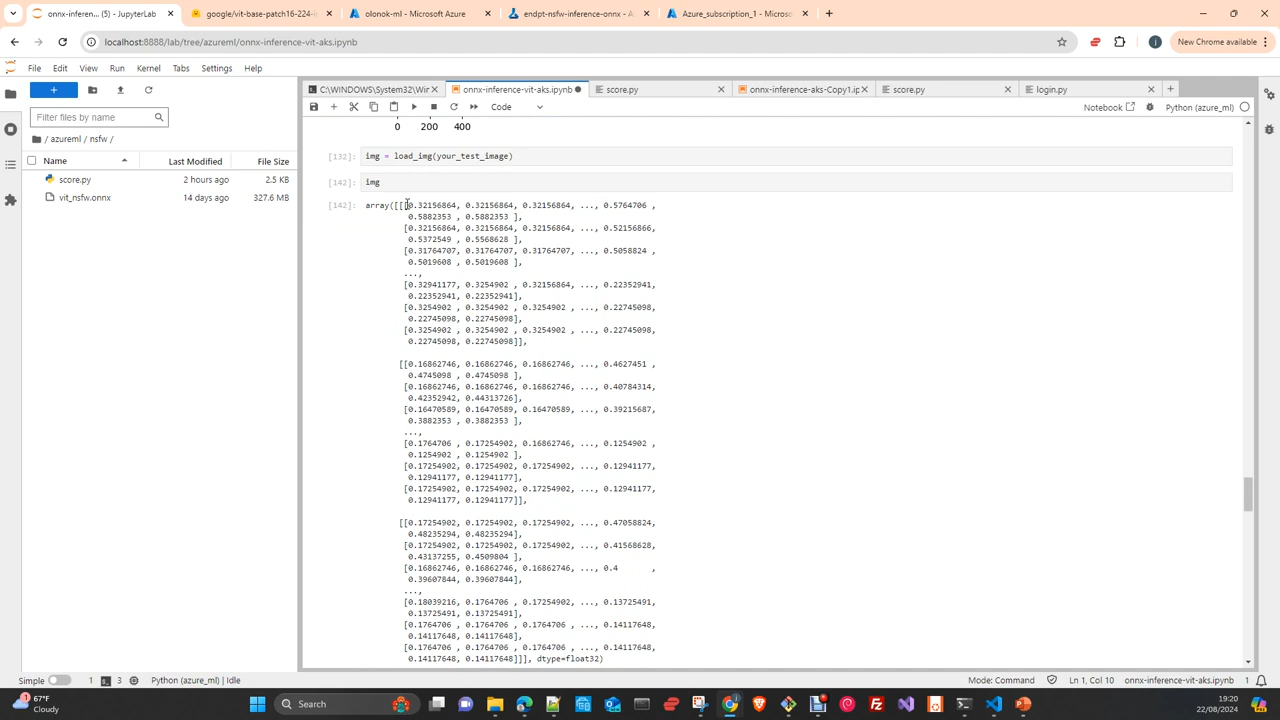 onnx-inferen... (5) - JupyterLab
google/vit-base-patch16-224-i
olonok-ml - Microsoft Azure
endpt-nsfw-inference-onnx - A
Azure_subscription_1 - Microso
localhost:8888/lab/tree/azureml/onnx-inference-vit-aks.ipynb
New Chrome available
File Edit View Run Kernel Tabs Settings Help
C:\WINDOWS\System32\Wir
onnx-inference-vit-aks.ipynb
score.py
onnx-inference-aks-Copy1.ip
score.py
login.py
Filter files by name
Code
Notebook
Python (azure_ml)
/ azureml / nsfw /
Name Last Modified File Size
score.py 2 hours ago 2.5 KB
vit_nsfw.onnx 14 days ago 327.6 MB
0 200 400
[132]: img = load_img(your_test_image)
[142]: img
[142]: array([[[0.32156864, 0.32156864, 0.32156864, ..., 0.5764706 ,
0.5882353 , 0.5882353 ],
[0.32156864, 0.32156864, 0.32156864, ..., 0.52156866,
0.5372549 , 0.5568628 ],
[0.31764707, 0.31764707, 0.31764707, ..., 0.5058824 ,
0.5019608 , 0.5019608 ],
...,
[0.32941177, 0.3254902 , 0.32156864, ..., 0.22352941,
0.22352941, 0.22352941],
[0.3254902 , 0.3254902 , 0.3254902 , ..., 0.22745098,
0.22745098, 0.22745098],
[0.3254902 , 0.3254902 , 0.3254902 , ..., 0.22745098,
0.22745098, 0.22745098]],
[[0.16862746, 0.16862746, 0.16862746, ..., 0.4627451 ,
0.4745098 , 0.4745098 ],
[0.16862746, 0.16862746, 0.16862746, ..., 0.40784314,
0.42352942, 0.44313726],
[0.16470589, 0.16470589, 0.16470589, ..., 0.39215687,
0.3882353 , 0.3882353 ],
...,
[0.1764706 , 0.17254902, 0.16862746, ..., 0.1254902 ,
0.1254902 , 0.1254902 ],
[0.17254902, 0.17254902, 0.17254902, ..., 0.12941177,
0.12941177, 0.12941177],
[0.17254902, 0.17254902, 0.17254902, ..., 0.12941177,
0.12941177, 0.12941177]],
[[0.17254902, 0.17254902, 0.17254902, ..., 0.47058824,
0.48235294, 0.48235294],
[0.17254902, 0.17254902, 0.17254902, ..., 0.41568628,
0.43137255, 0.4509804 ],
[0.16862746, 0.16862746, 0.16862746, ..., 0.4 ,
0.39607844, 0.39607844],
...,
[0.18039216, 0.1764706 , 0.17254902, ..., 0.13725491,
0.13725491, 0.13725491],
[0.1764706 , 0.1764706 , 0.1764706 , ..., 0.14117648,
0.14117648, 0.14117648],
[0.1764706 , 0.1764706 , 0.1764706 , ..., 0.14117648,
0.14117648, 0.14117648]]], dtype=float32)
Simple 1 3 Python (azure_ml) | Idle
Mode: Command Ln 1, Col 10 onnx-inference-vit-aks.ipynb 1
67°F
Cloudy
Search
19:20
22/08/2024